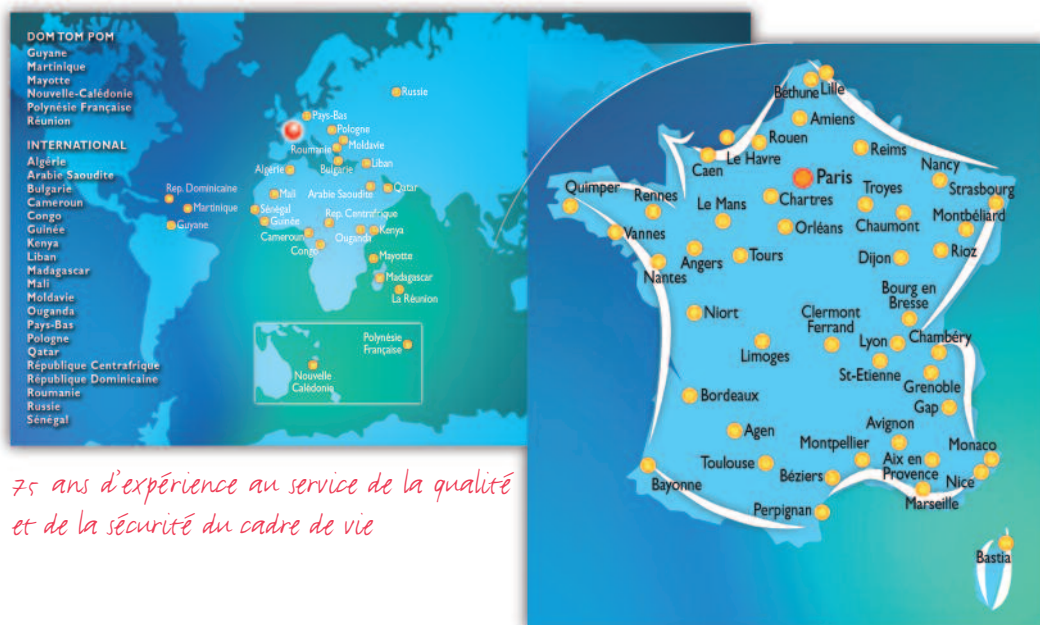 DOM TOM POM
Guyane
Martinique
Mayotte
Nouvelle-Calédonie
Polynésie Française
Réunion
INTERNATIONAL
Algérie
Arabie Saoudite
Bulgarie
Cameroun
Congo
Guinée
Kenya
Liban
Madagascar
Mali
Moldavie
Ouganda
Pays-Bas
Pologne
Qatar
République Centrafrique
République Dominicaine
Roumanie
Russie
Sénégal
Russie
Pays-Bas
Pologne
Moldavie
Roumanie
Bulgarie
Liban
Algérie
Mali
Arabie Saoudite
Qatar
Rep. Dominicaine
Martinique
Guyane
Sénégal
Guinée
Rep. Centrafrique
Cameroun
Ouganda
Kenya
Congo
Mayotte
Madagascar
La Réunion
Polynésie
Française
Nouvelle
Calédonie
75 ans d'expérience au service de la qualité
et de la sécurité du cadre de vie
Béthune
Lille
Amiens
Rouen
Le Havre
Caen
Reims
Nancy
Paris
Strasbourg
Quimper
Rennes
Chartres
Troyes
Le Mans
Montbéliard
Vannes
Orléans
Chaumont
Nantes
Angers
Tours
Dijon
Rioz
Bourg en
Bresse
Niort
Clermont
Ferrand
Lyon
Chambéry
Limoges
St-Etienne
Grenoble
Bordeaux
Gap
Agen
Avignon
Montpellier
Monaco
Toulouse
Béziers
Aix en
Provence
Nice
Bayonne
Marseille
Perpignan
Bastia